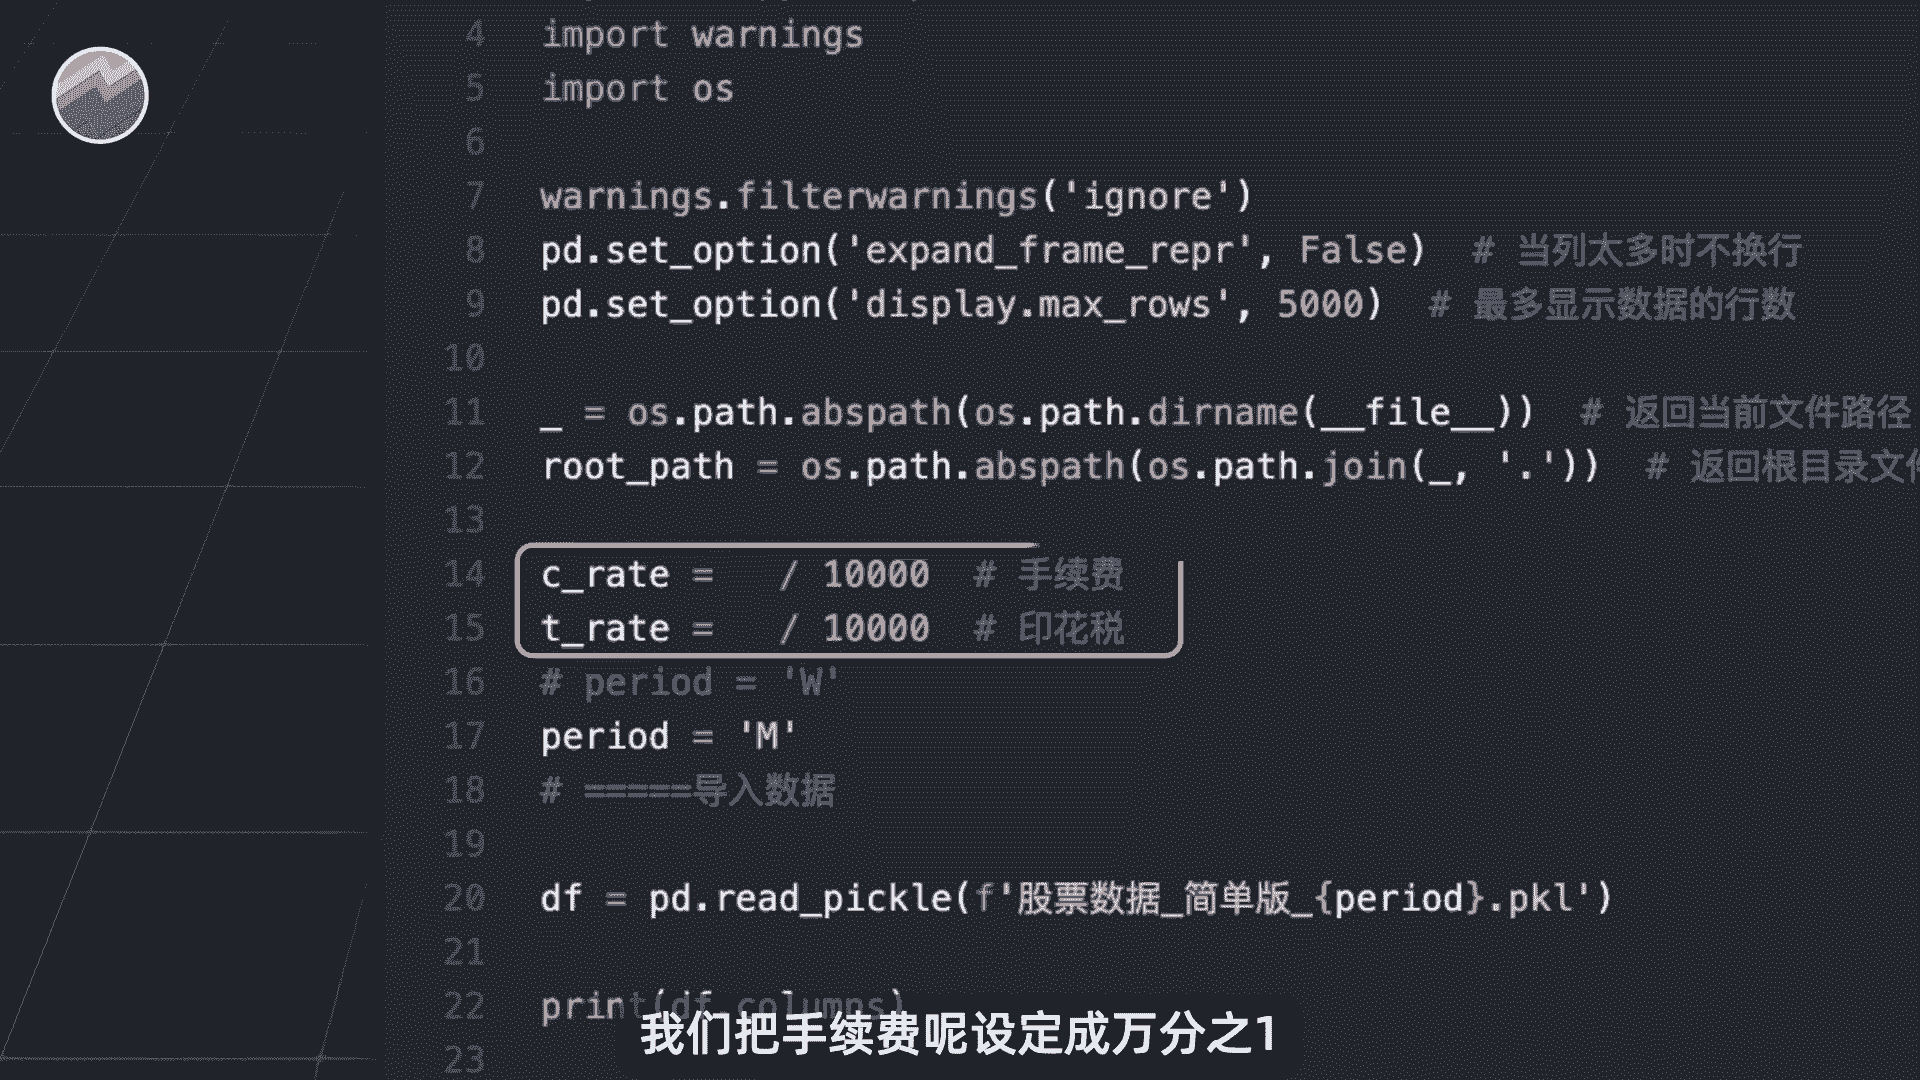 4 import warnings
5 import os
6
7 warnings.filterwarnings('ignore')
8 pd.set_option('expand_frame_repr', False)  # 当列太多时不换行
9 pd.set_option('display.max_rows', 5000)  # 最多显示数据的行数
10
11 _ = os.path.abspath(os.path.dirname(__file__))  # 返回当前文件路径
12 root_path = os.path.abspath(os.path.join(_, '.'))  # 返回根目录文件
13
14 c_rate =   / 10000  # 手续费
15 t_rate =   / 10000  # 印花税
16 # period = 'W'
17 period = 'M'
18 # =====导入数据
19
20 df = pd.read_pickle(f'股票数据_简单版_{period}.pkl')
21
22 print(df.columns)
23
我们把手续费呢设定成万分之1